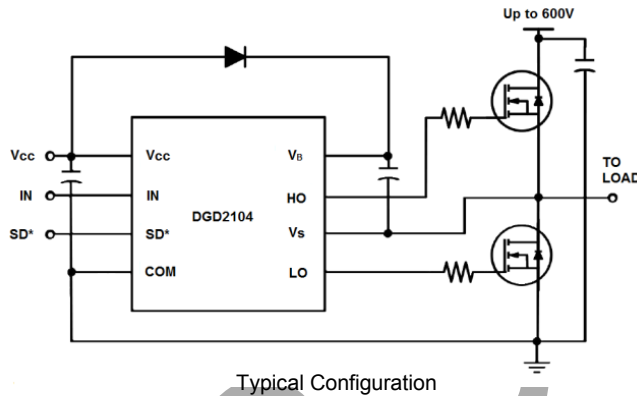 Up to 600V
Vcc
Vcc
VB
IN
IN
HO
TO
LOAD
DGD2104
SD*
SD*
Vs
COM
LO
Typical Configuration